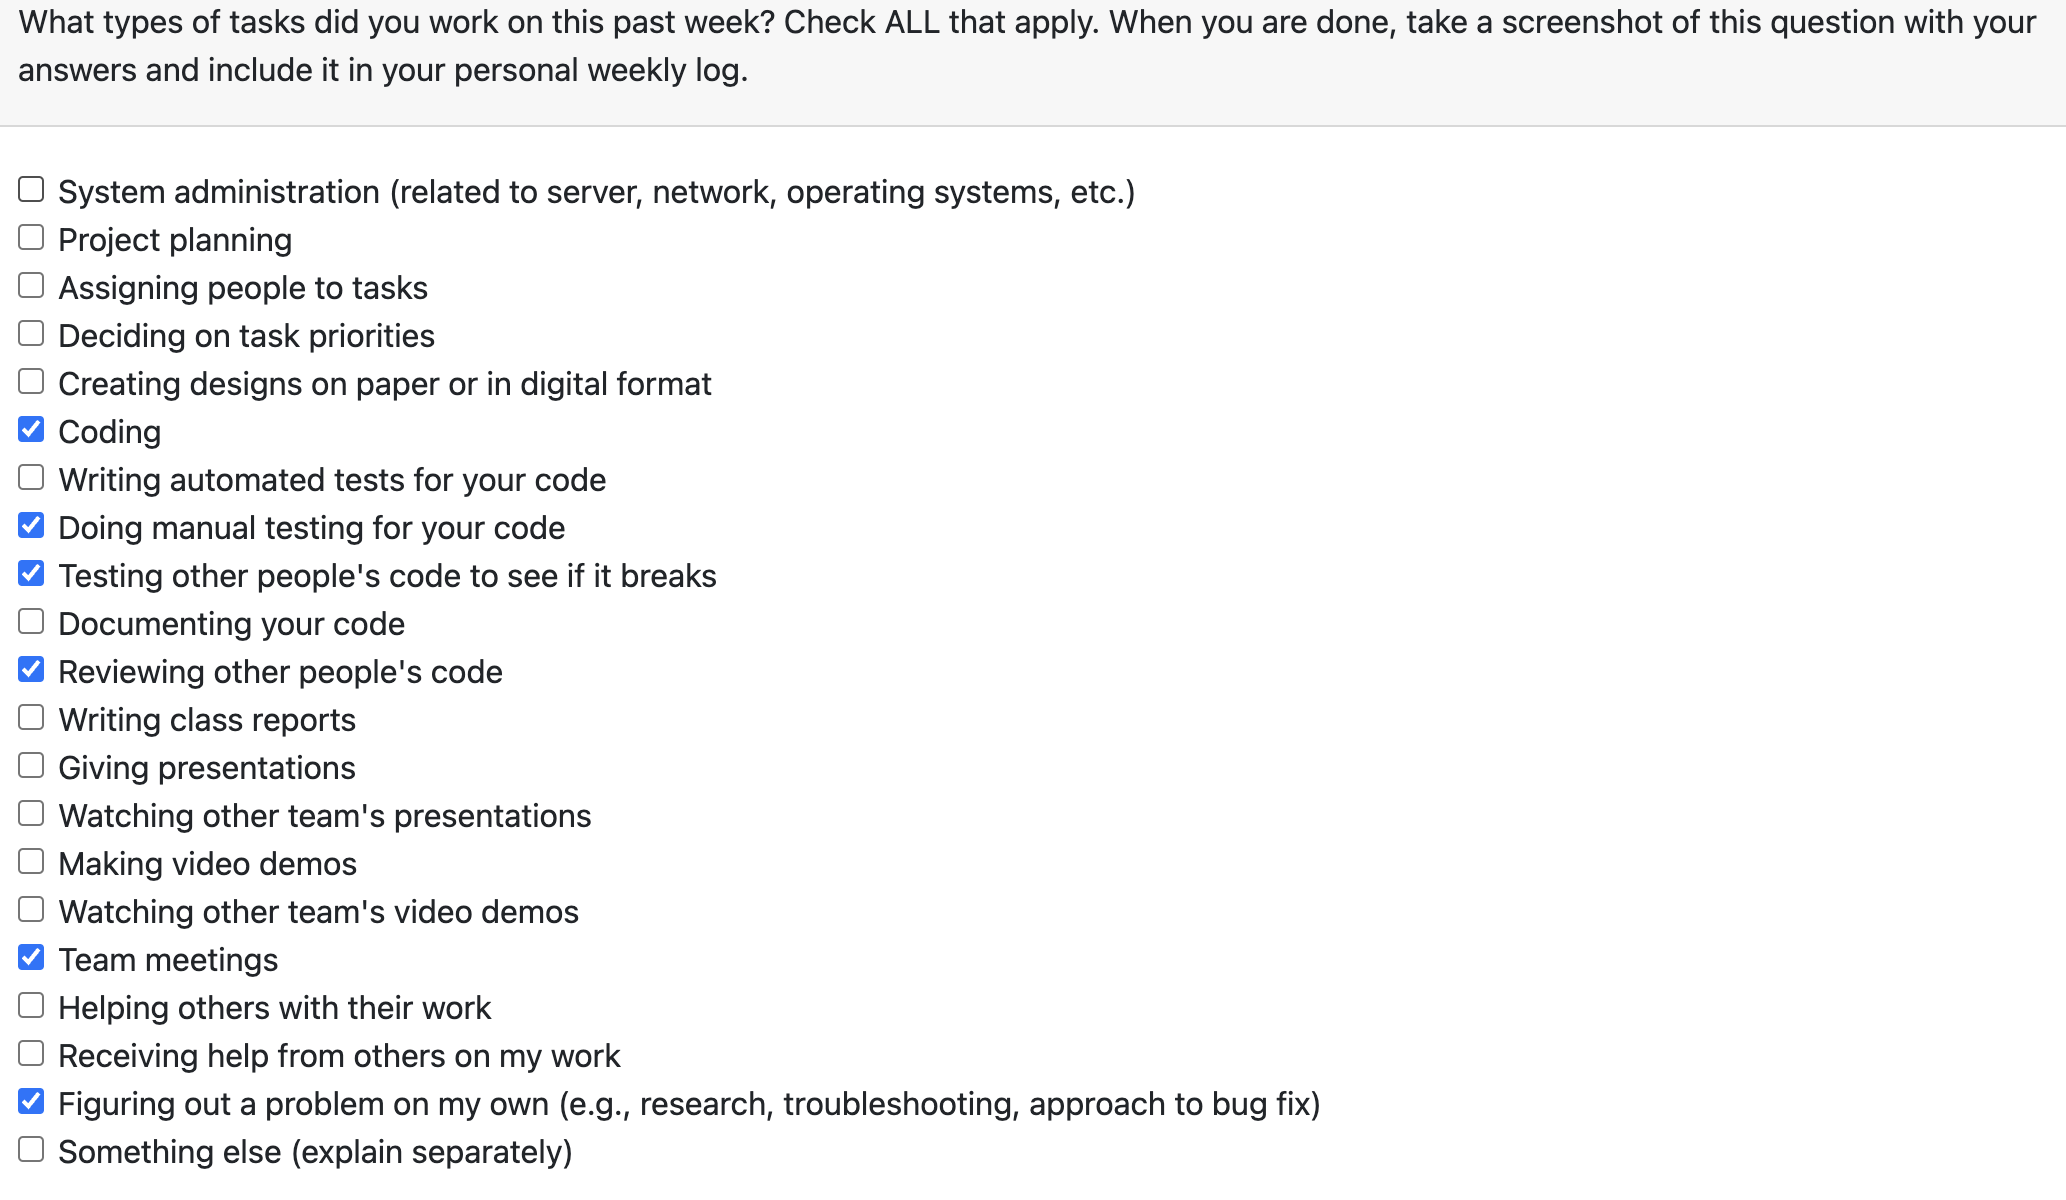 What types of tasks did you work on this past week? Check ALL that apply. When you are done, take a screenshot of this question with your
answers and include it in your personal weekly log.
System administration (related to server, network, operating systems, etc.)
Project planning
Assigning people to tasks
Deciding on task priorities
Creating designs on paper or in digital format
Coding
Writing automated tests for your code
Doing manual testing for your code
Testing other people's code to see if it breaks
Documenting your code
Reviewing other people's code
Writing class reports
Giving presentations
Watching other team's presentations
Making video demos
Watching other team's video demos
Team meetings
Helping others with their work
Receiving help from others on my work
Figuring out a problem on my own (e.g., research, troubleshooting, approach to bug fix)
Something else (explain separately)